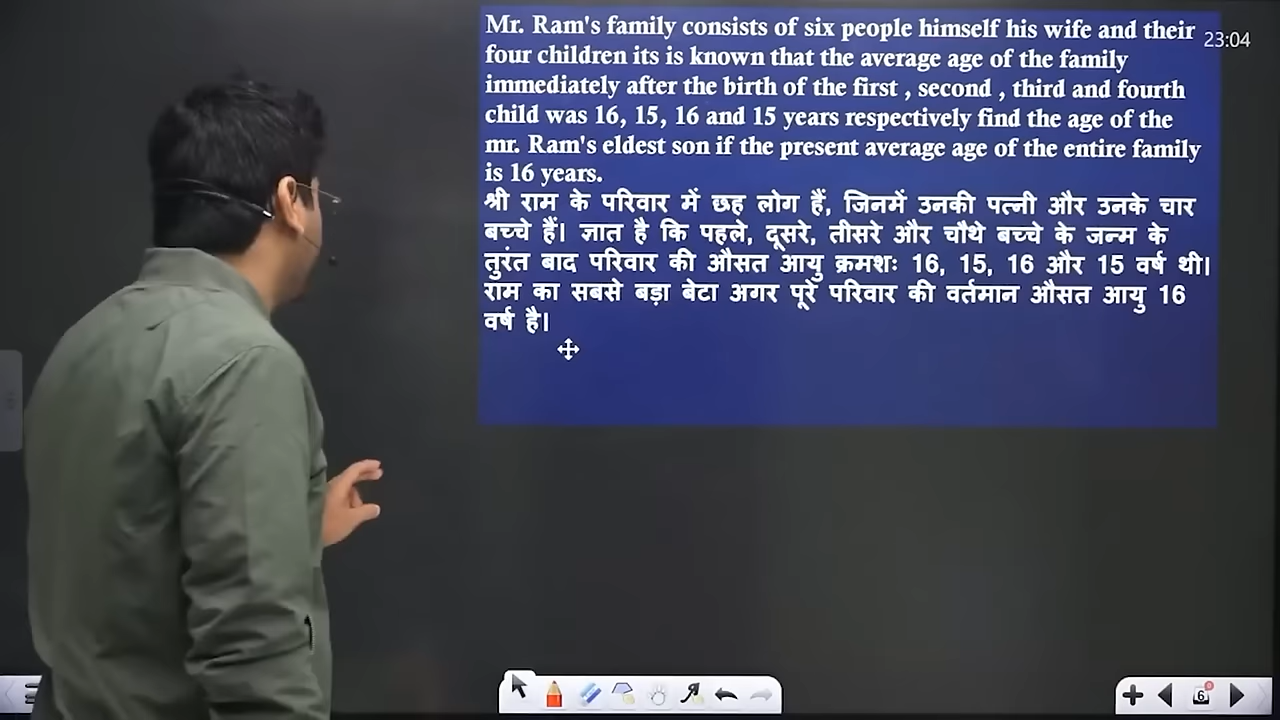 Mr. Ram's family consists of six people himself his wife and their
23:04
four children its is known that the average age of the family
immediately after the birth of the first , second , third and fourth
child was 16, 15, 16 and 15 years respectively find the age of the
mr. Ram's eldest son if the present average age of the entire family
is 16 years.
श्री राम के परिवार में छह लोग हैं, जिनमें उनकी पत्नी और उनके चार
बच्चे हैं। ज्ञात है कि पहले, दूसरे, तीसरे और चौथे बच्चे के जन्म के
तुरंत बाद परिवार की औसत आयु क्रमशः 16, 15, 16 और 15 वर्ष थी।
राम का सबसे बड़ा बेटा अगर पूरे परिवार की वर्तमान औसत आयु 16
वर्ष है।
6